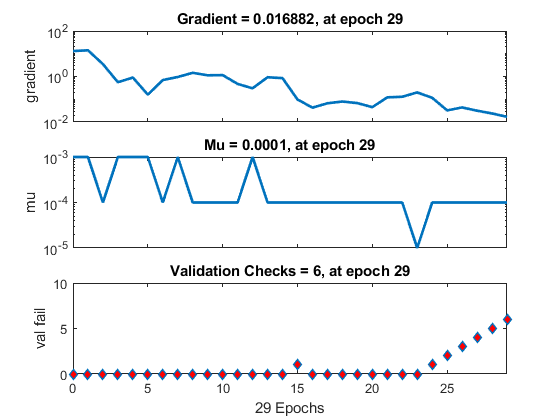 Gradient = 0.016882, at epoch 29
10^2
10^0
10^-2
gradient
Mu = 0.0001, at epoch 29
10^-3
10^-4
10^-5
mu
Validation Checks = 6, at epoch 29
10
5
0
val fail
0 5 10 15 20 25
29 Epochs